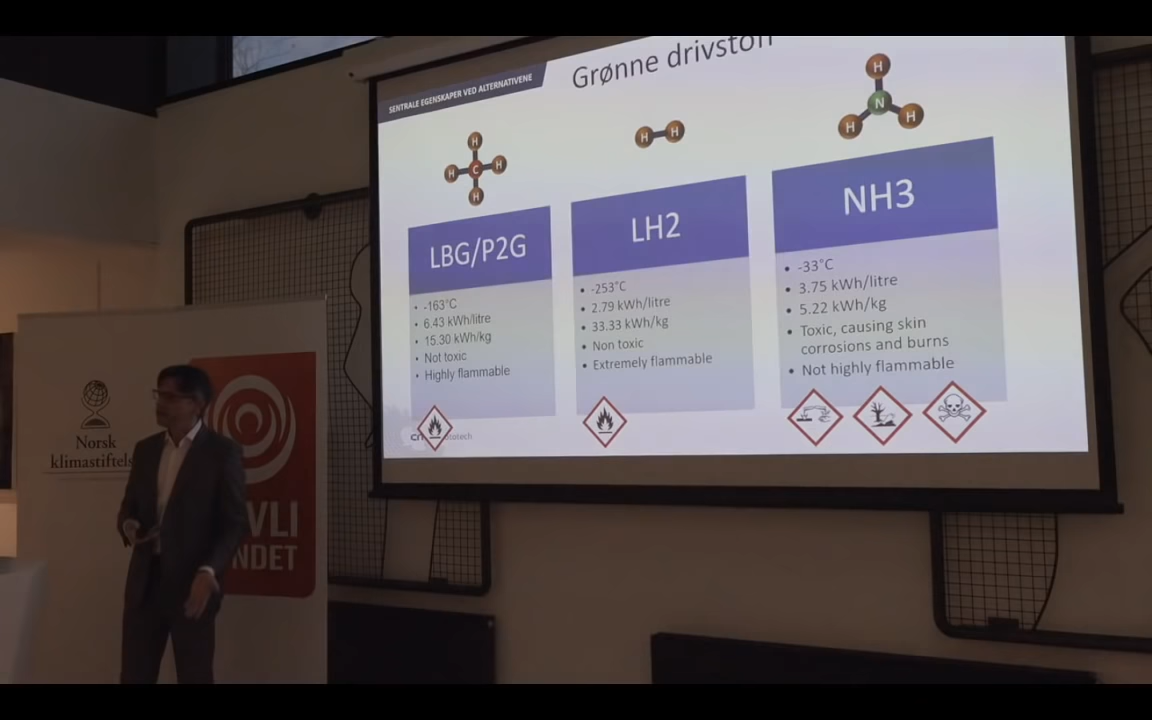 SENTRALE EGENSKAPER VED ALTERNATIVENE
Grønne drivstoff
H
H C H
H
H H
H
N
H H
LBG/P2G
• -163°C
• 6.43 kWh/litre
• 15.30 kWh/kg
• Not toxic
• Highly flammable
LH2
• -253°C
• 2.79 kWh/litre
• 33.33 kWh/kg
• Non toxic
• Extremely flammable
NH3
• -33°C
• 3.75 kWh/litre
• 5.22 kWh/kg
• Toxic, causing skin
corrosions and burns
• Not highly flammable
Norsk
klimastiftels
VLI
NDET